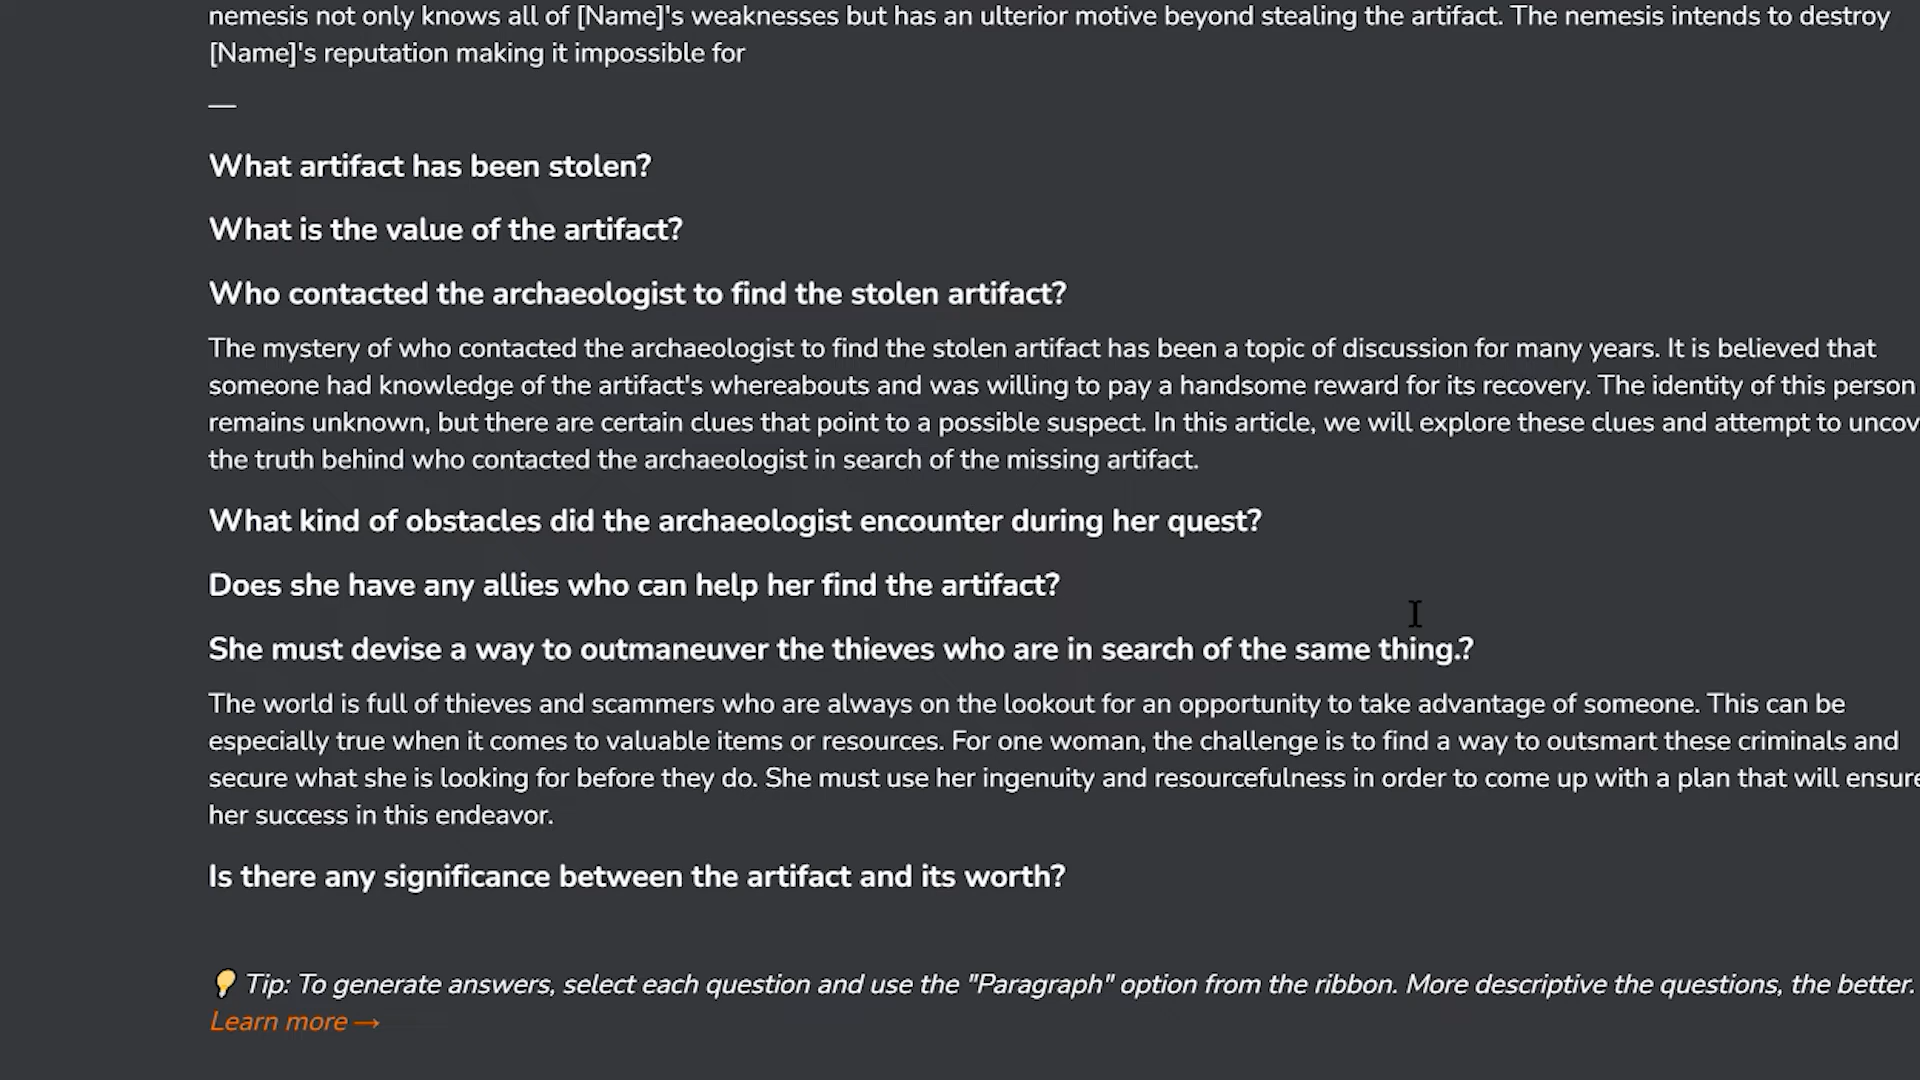 nemesis not only knows all of [Name]'s weaknesses but has an ulterior motive beyond stealing the artifact. The nemesis intends to destroy
[Name]'s reputation making it impossible for
—
What artifact has been stolen?
What is the value of the artifact?
Who contacted the archaeologist to find the stolen artifact?
The mystery of who contacted the archaeologist to find the stolen artifact has been a topic of discussion for many years. It is believed that
someone had knowledge of the artifact's whereabouts and was willing to pay a handsome reward for its recovery. The identity of this person
remains unknown, but there are certain clues that point to a possible suspect. In this article, we will explore these clues and attempt to uncov
the truth behind who contacted the archaeologist in search of the missing artifact.
What kind of obstacles did the archaeologist encounter during her quest?
Does she have any allies who can help her find the artifact?
She must devise a way to outmaneuver the thieves who are in search of the same thing.?
The world is full of thieves and scammers who are always on the lookout for an opportunity to take advantage of someone. This can be
especially true when it comes to valuable items or resources. For one woman, the challenge is to find a way to outsmart these criminals and
secure what she is looking for before they do. She must use her ingenuity and resourcefulness in order to come up with a plan that will ensure
her success in this endeavor.
Is there any significance between the artifact and its worth?
💡 Tip: To generate answers, select each question and use the "Paragraph" option from the ribbon. More descriptive the questions, the better.
Learn more →